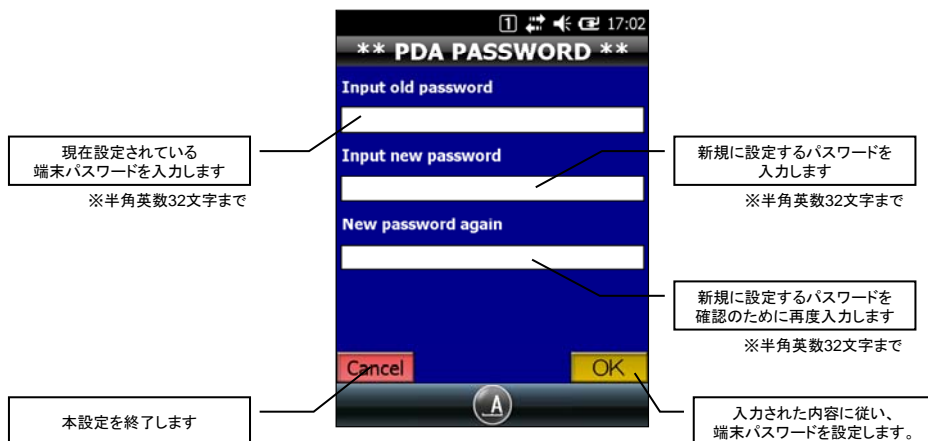 1 17:02
** PDA PASSWORD **
Input old password
現在設定されている
端末パスワードを入力します
※半角英数32文字まで
Input new password
新規に設定するパスワードを
入力します
※半角英数32文字まで
New password again
新規に設定するパスワードを
確認のために再度入力します
※半角英数32文字まで
Cancel
OK
A
本設定を終了します
入力された内容に従い、
端末パスワードを設定します。